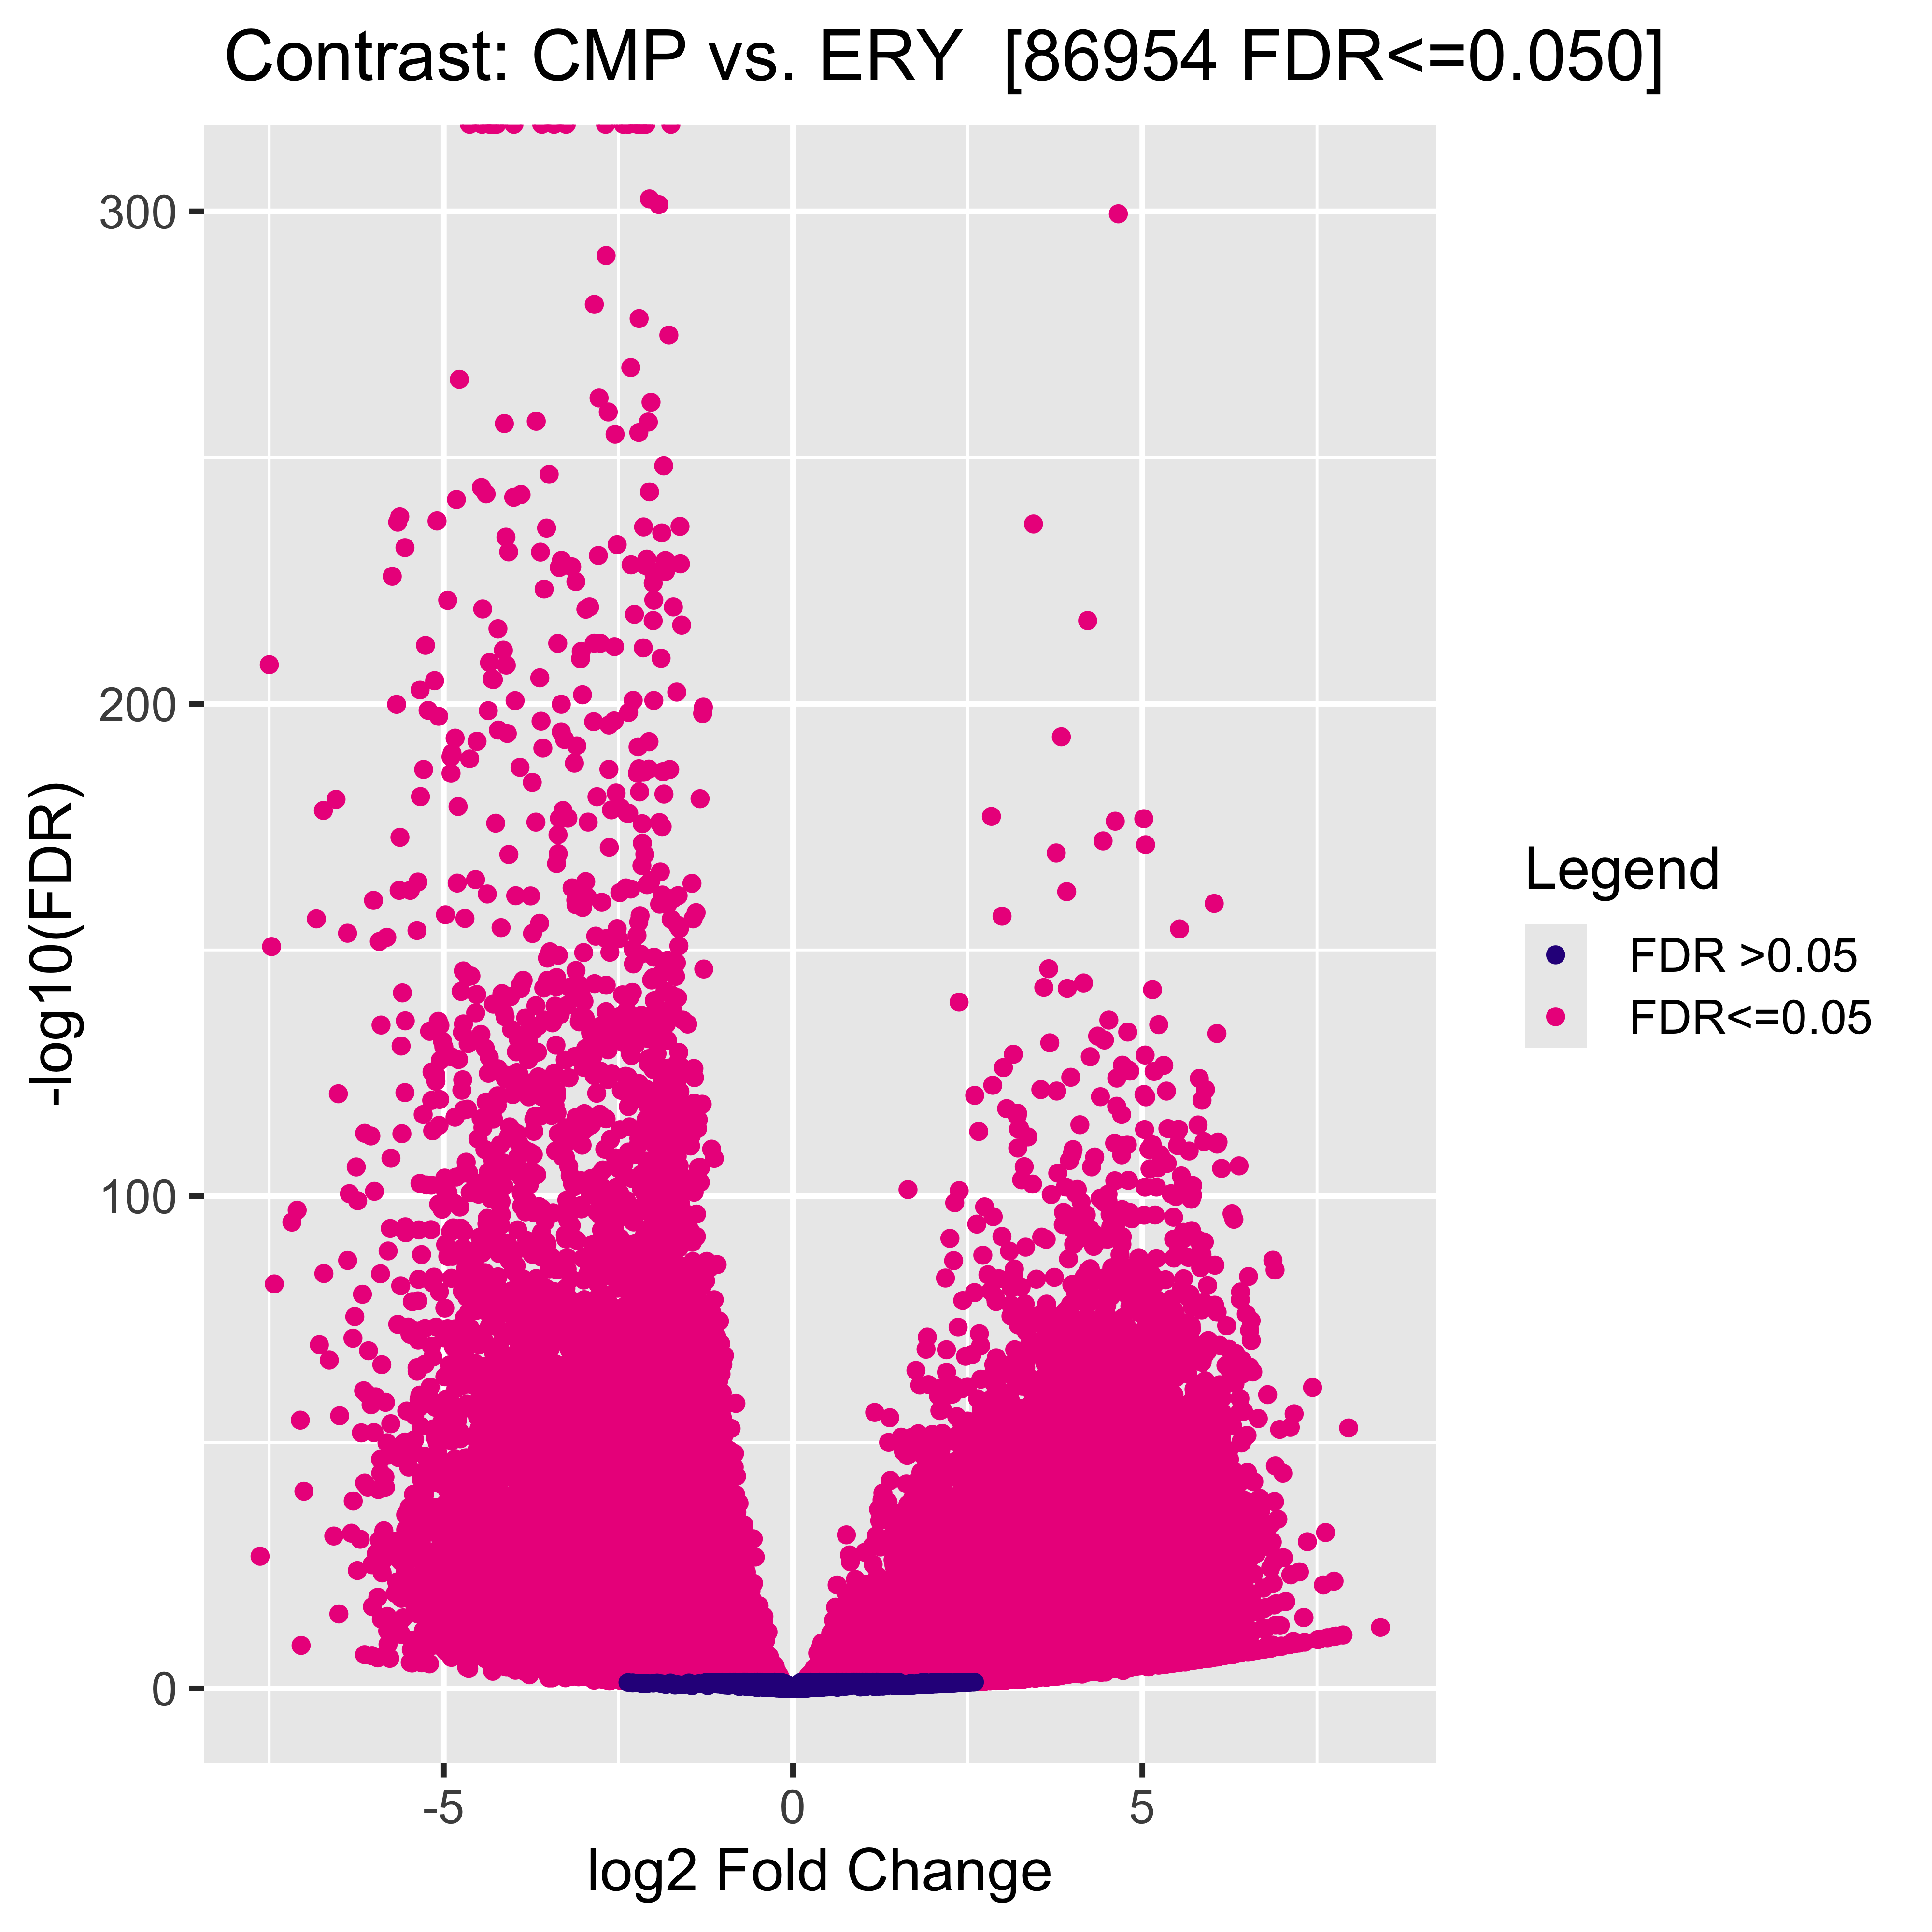 Contrast: CMP vs. ERY  [86954 FDR<=0.050]
300
200
100
0
-log10(FDR)
-5
0
5
log2 Fold Change
Legend
FDR >0.05
FDR<=0.05